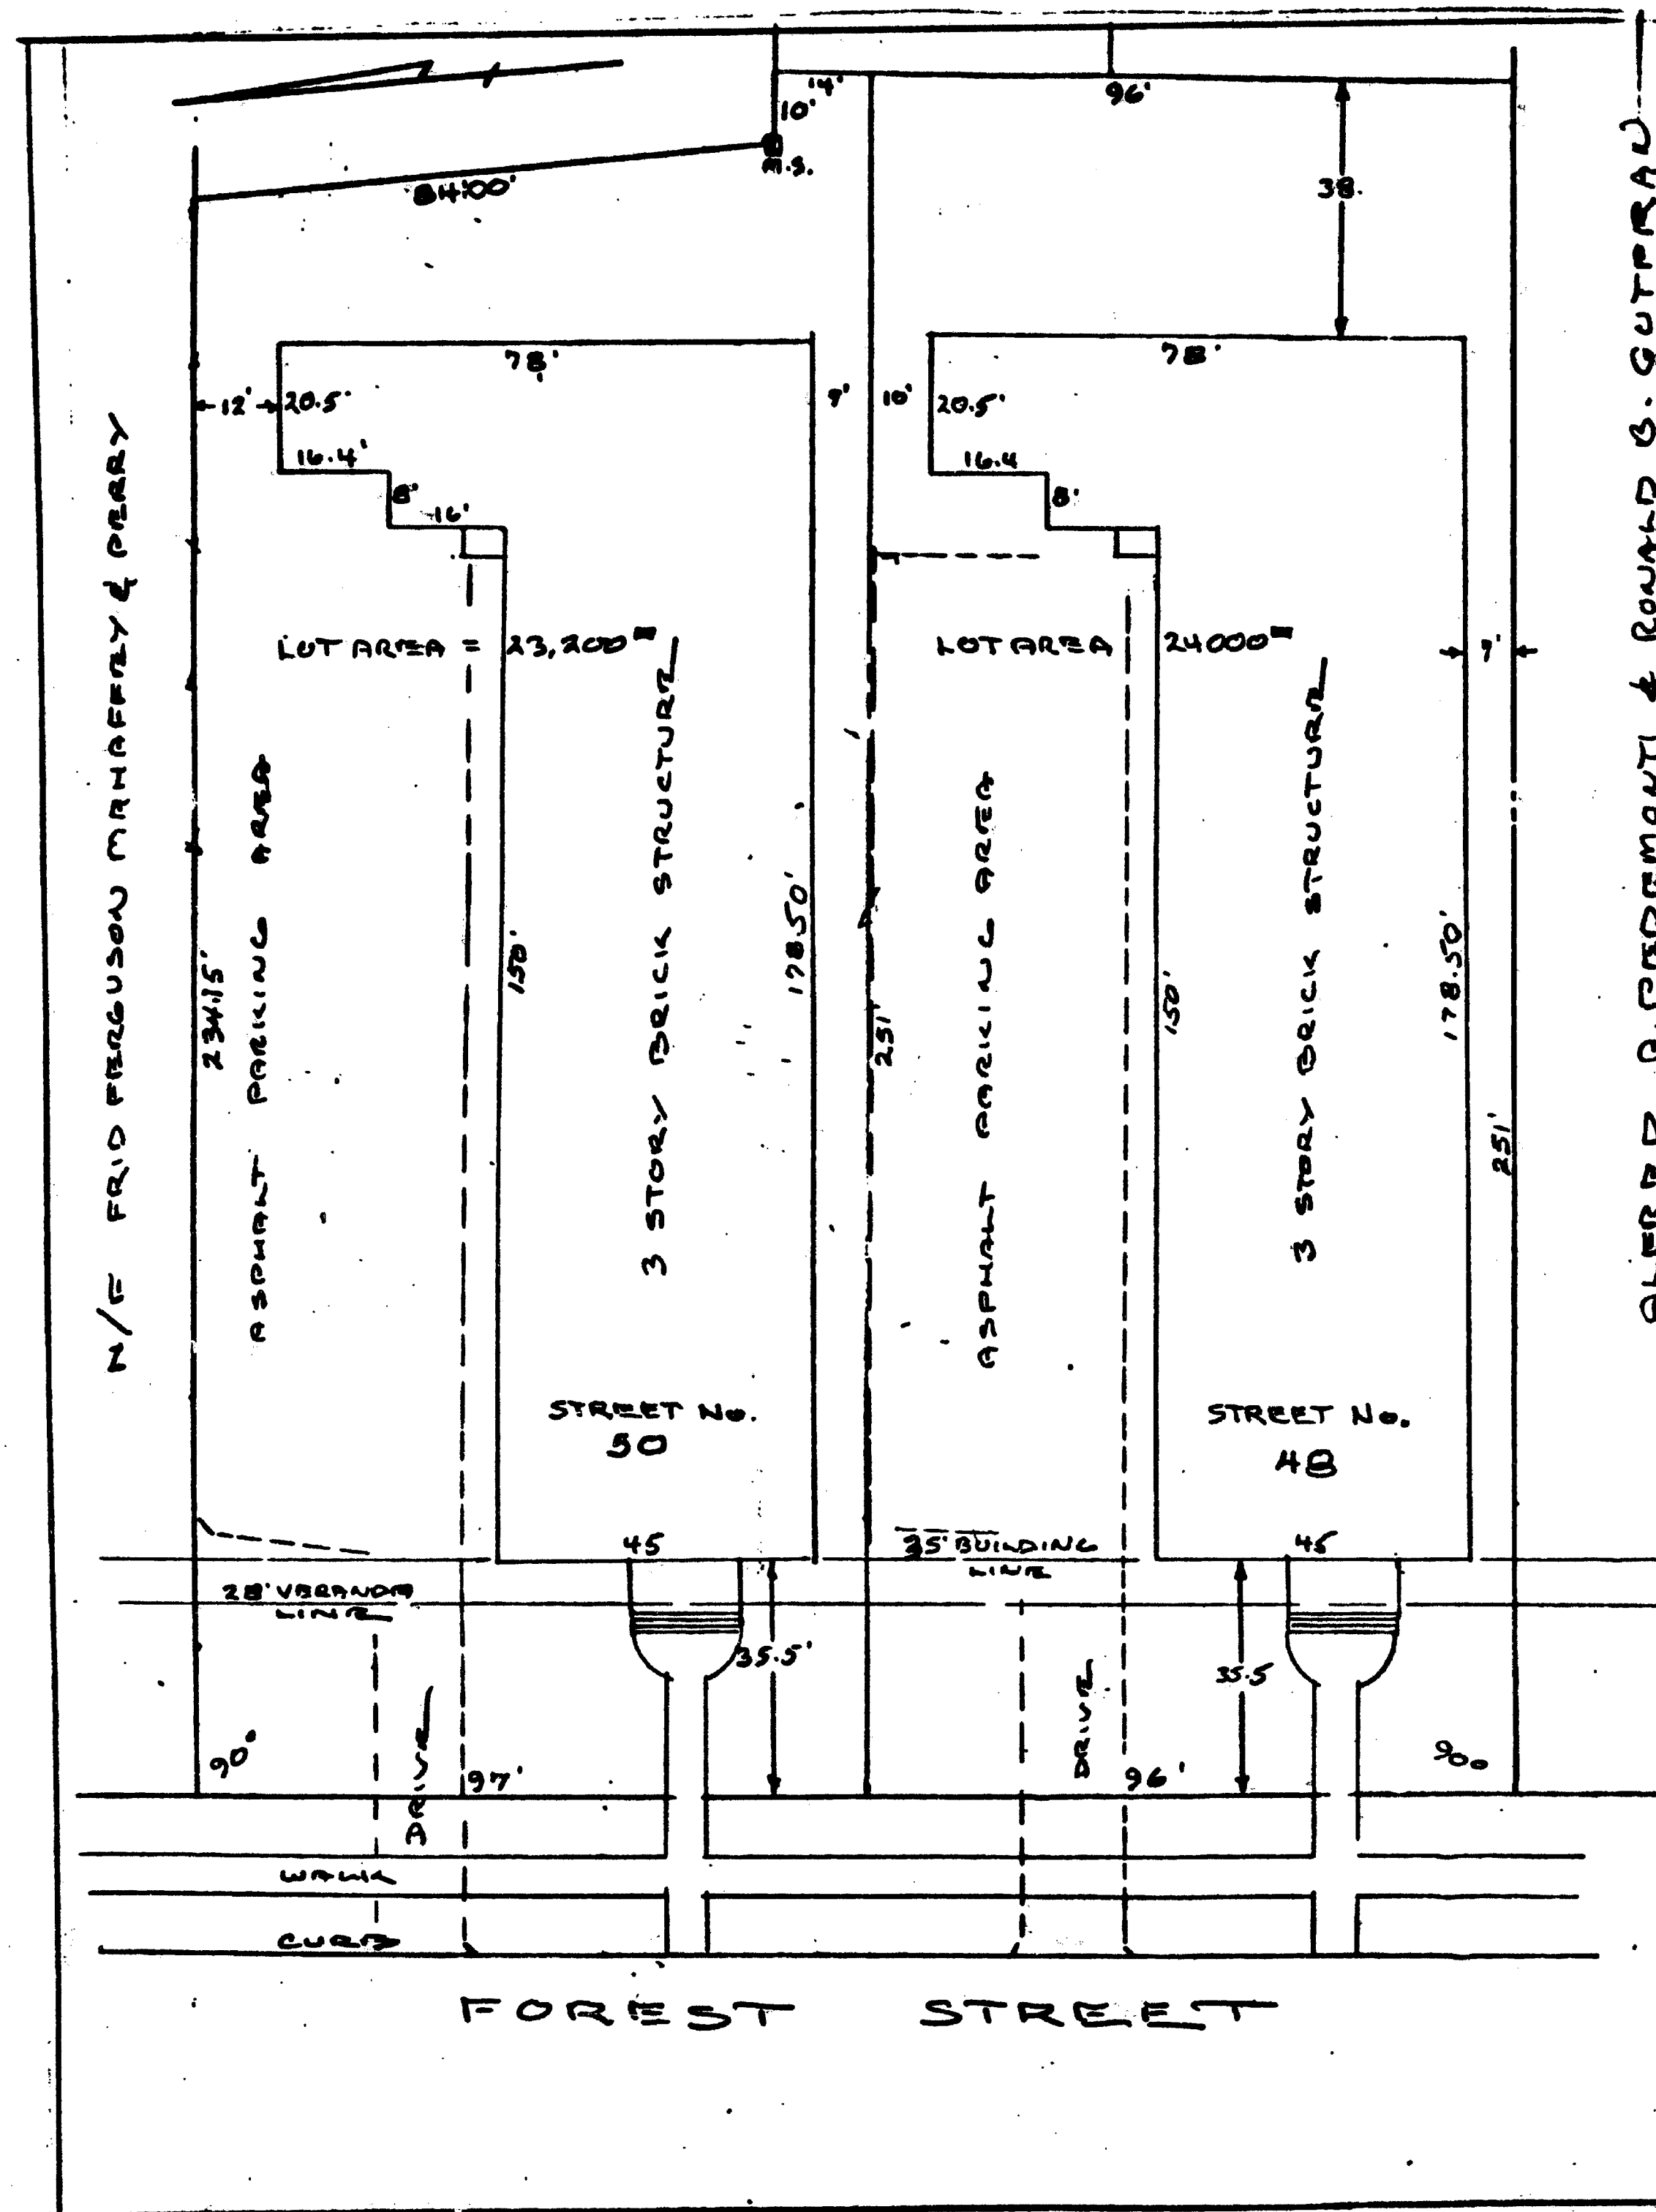 14'
10'
96'
M.S.
84.00'
38.
78'
78'
12'
20.5'
9'
10'
20.5'
16.4'
16.4
8'
8'
16'
LOT AREA = 23,200
LOT AREA 24000
9'
N/F FRID FERGUSON MAHAFFEY & PERRY
234.15'
ASPHALT PARKING AREA
150'
3 STORY BRICK STRUCTURE
178.50'
251'
ASPHALT PARKING AREA
150'
3 STORY BRICK STRUCTURE
178.50'
251'
& RONALD B. GUTFRAN
STREET No.
50
STREET No.
48
45
35' BUILDING
LINE
45
28' VERANDA
LINE
35.5'
35.5
DRIVE
DRIVE
90°
97'
96'
90°
WALK
CURB
FOREST STREET